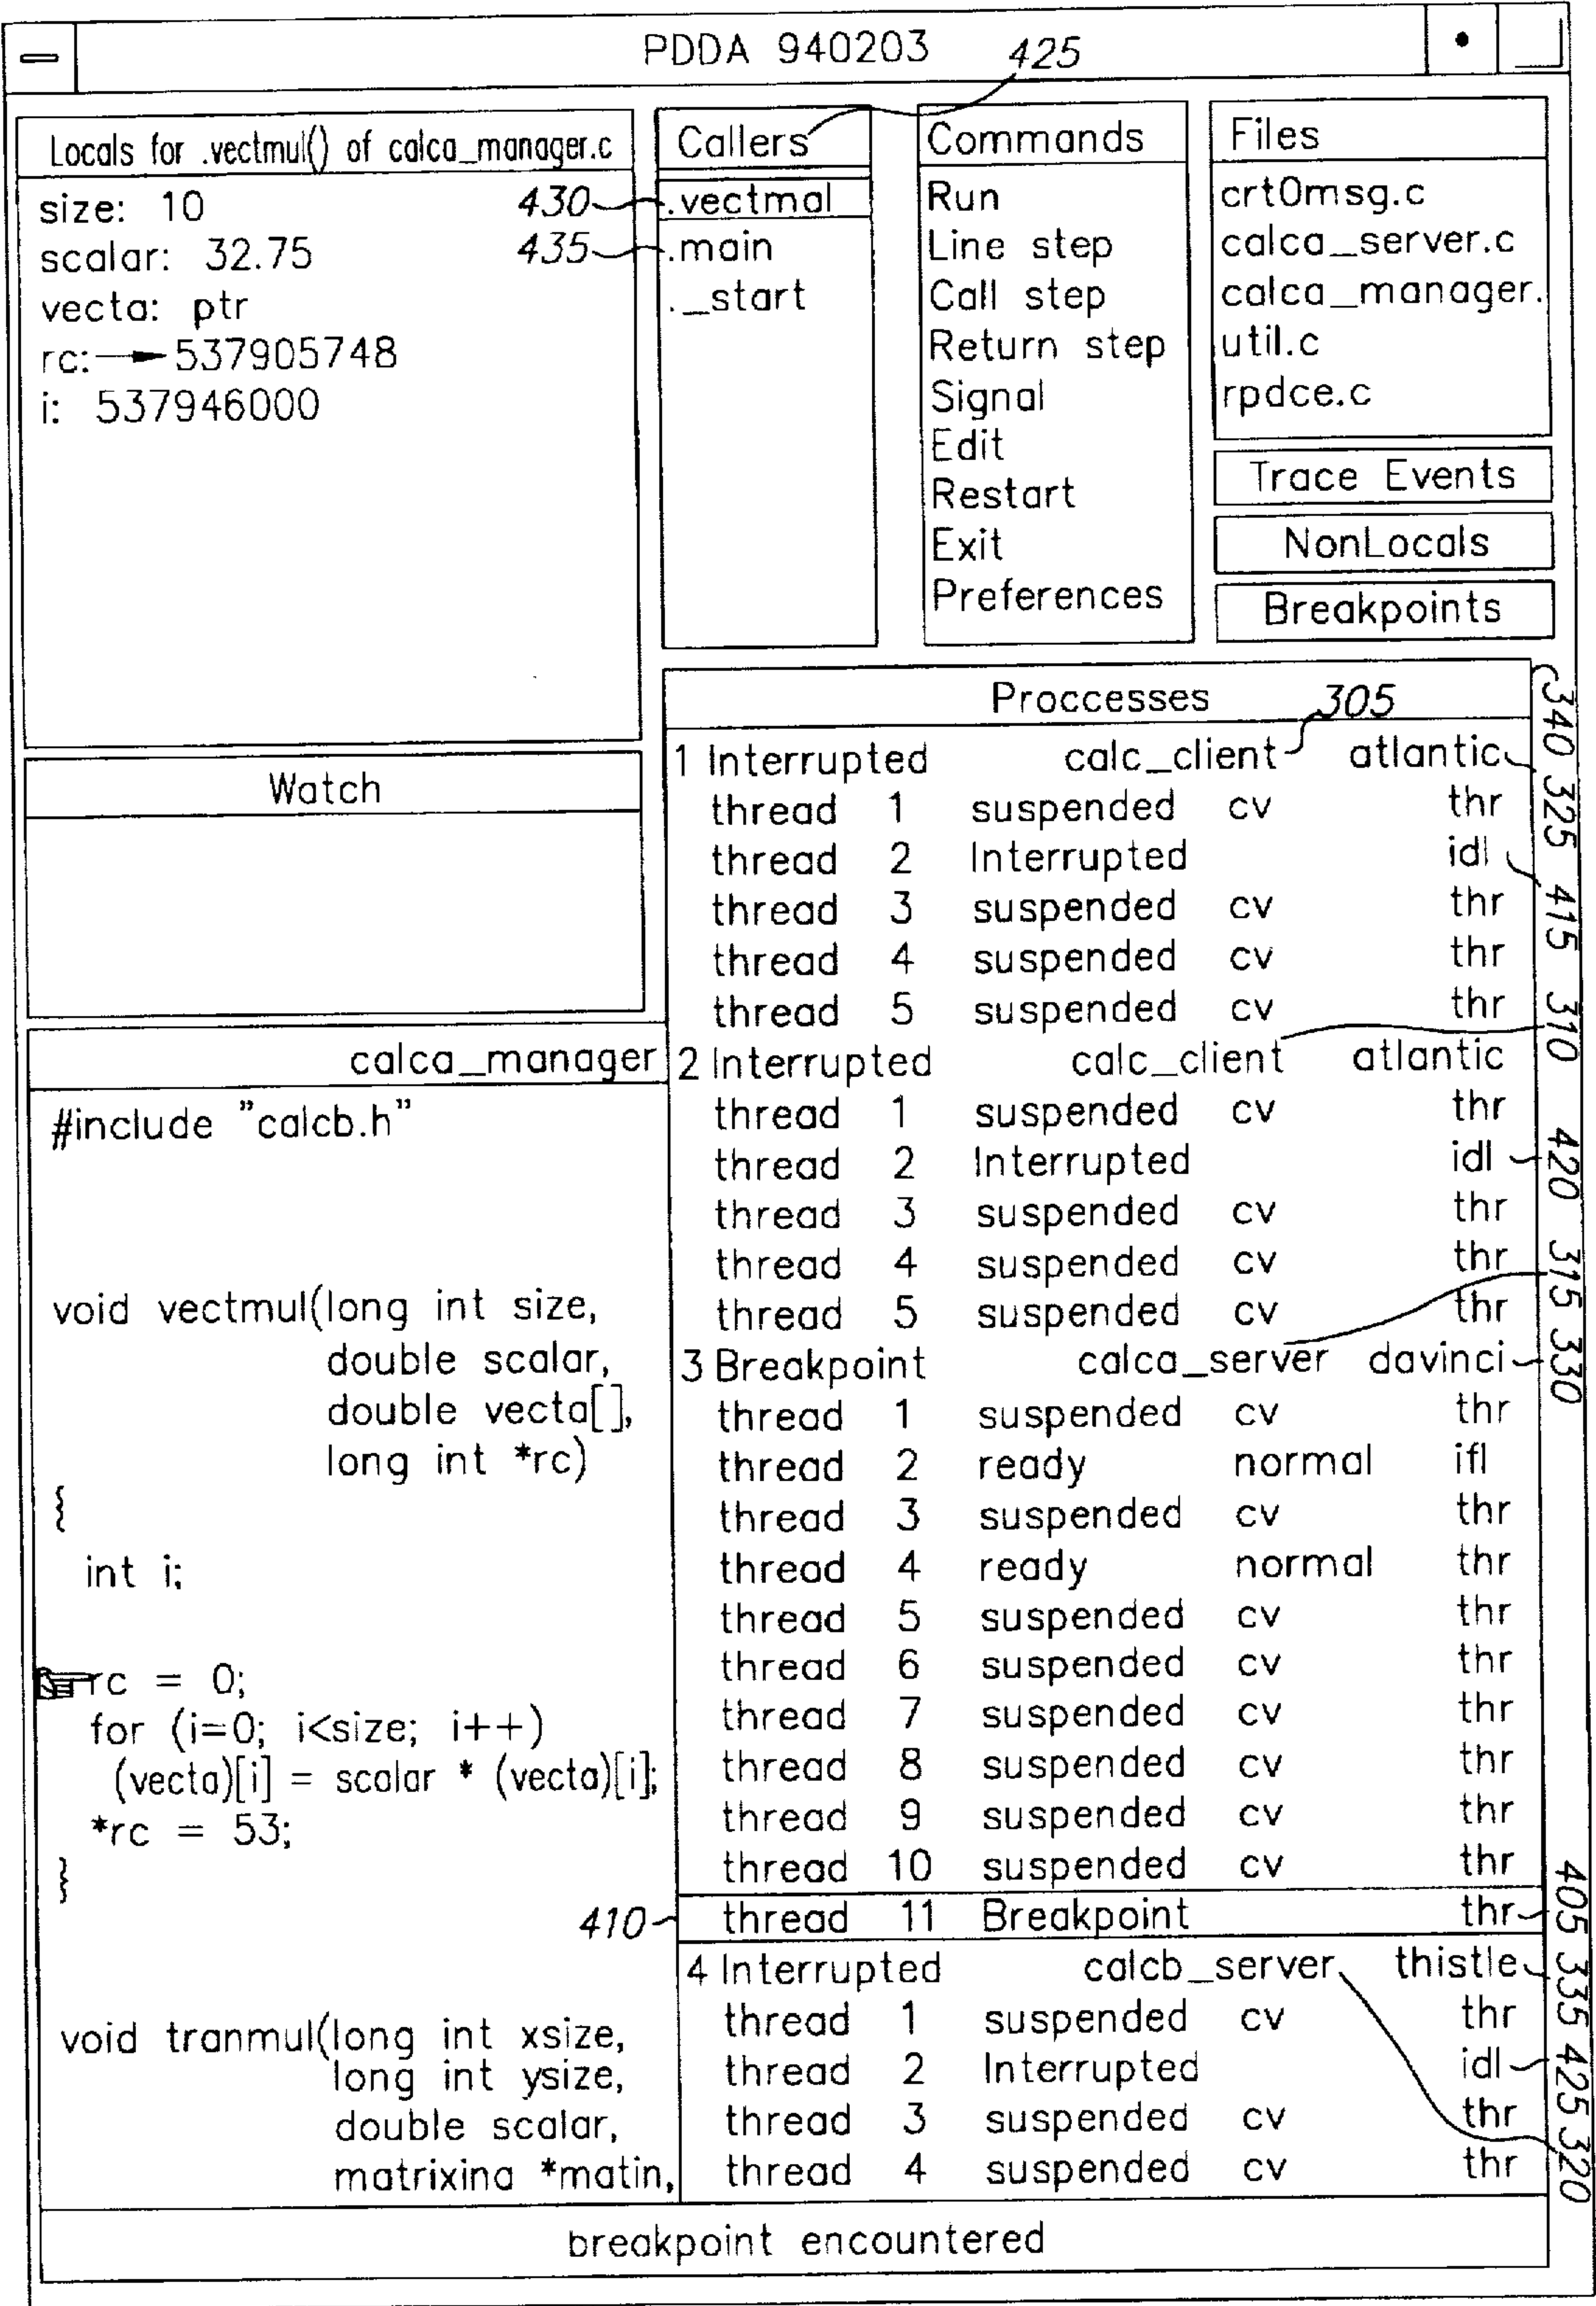 PDDA 940203
425
Locals for .vectmul() of calca_manager.c
size: 10
scalar: 32.75
vecta: ptr
rc: 537905748
i: 537946000
430
435
Callers
.vectmal
.main
._start
Commands
Run
Line step
Call step
Return step
Signal
Edit
Restart
Exit
Preferences
Files
crt0msg.c
calca_server.c
calca_manager.
util.c
rpdce.c
Trace Events
NonLocals
Breakpoints
Watch
calca_manager
#include "calcb.h"
void vectmul(long int size,
double scalar,
double vecta[],
long int *rc)
{
int i;
rc = 0;
for (i=0; i<size; i++)
(vecta)[i] = scalar * (vecta)[i];
*rc = 53;
}
void tranmul(long int xsize,
long int ysize,
double scalar,
matrixina *matin,
Proccesses 305
1 Interrupted calc_client atlantic
thread 1 suspended cv thr
thread 2 Interrupted idl
thread 3 suspended cv thr
thread 4 suspended cv thr
thread 5 suspended cv thr
2 Interrupted calc_client atlantic
thread 1 suspended cv thr
thread 2 Interrupted idl
thread 3 suspended cv thr
thread 4 suspended cv thr
thread 5 suspended cv thr
3 Breakpoint calca_server davinci
thread 1 suspended cv thr
thread 2 ready normal ifl
thread 3 suspended cv thr
thread 4 ready normal thr
thread 5 suspended cv thr
thread 6 suspended cv thr
thread 7 suspended cv thr
thread 8 suspended cv thr
thread 9 suspended cv thr
thread 10 suspended cv thr
410 thread 11 Breakpoint thr
4 Interrupted calcb_server thistle
thread 1 suspended cv thr
thread 2 Interrupted idl
thread 3 suspended cv thr
thread 4 suspended cv thr
340 325 415 310 420 315 330
405 335 425 320
breakpoint encountered